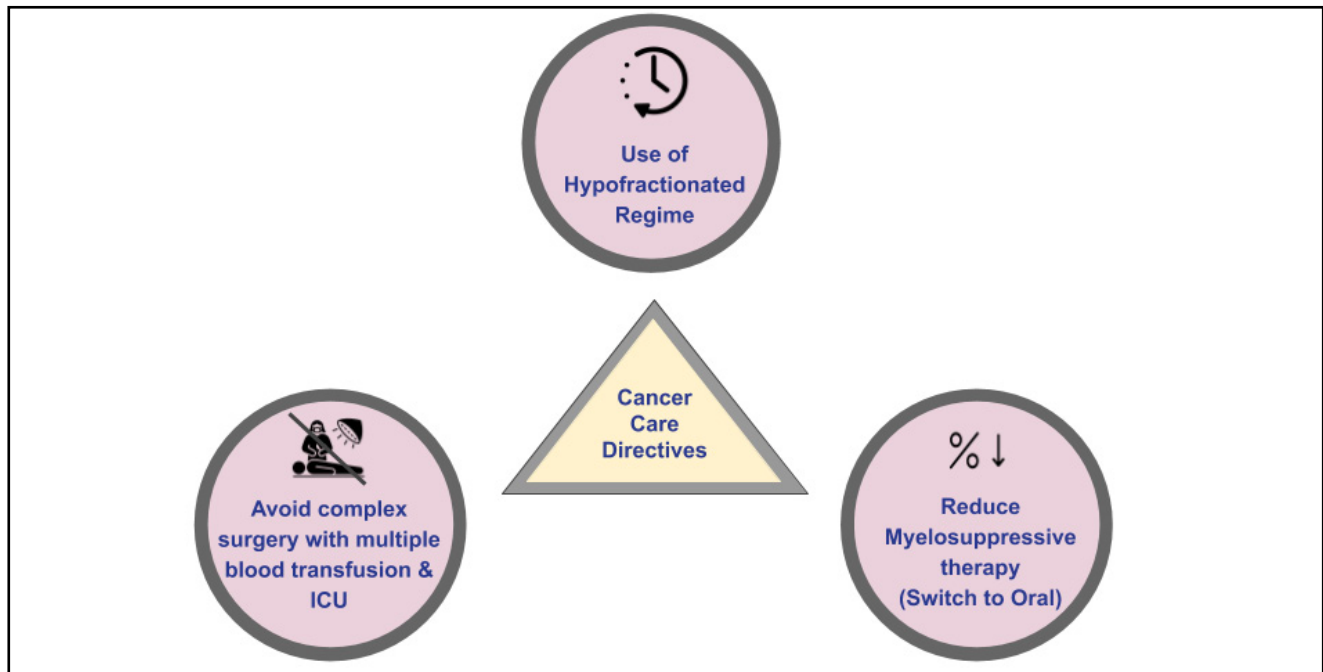 Use of
Hypofractionated
Regime
Cancer
Care
Directives
Avoid complex
surgery with multiple
blood transfusion &
ICU
% ↓
Reduce
Myelosuppressive
therapy
(Switch to Oral)